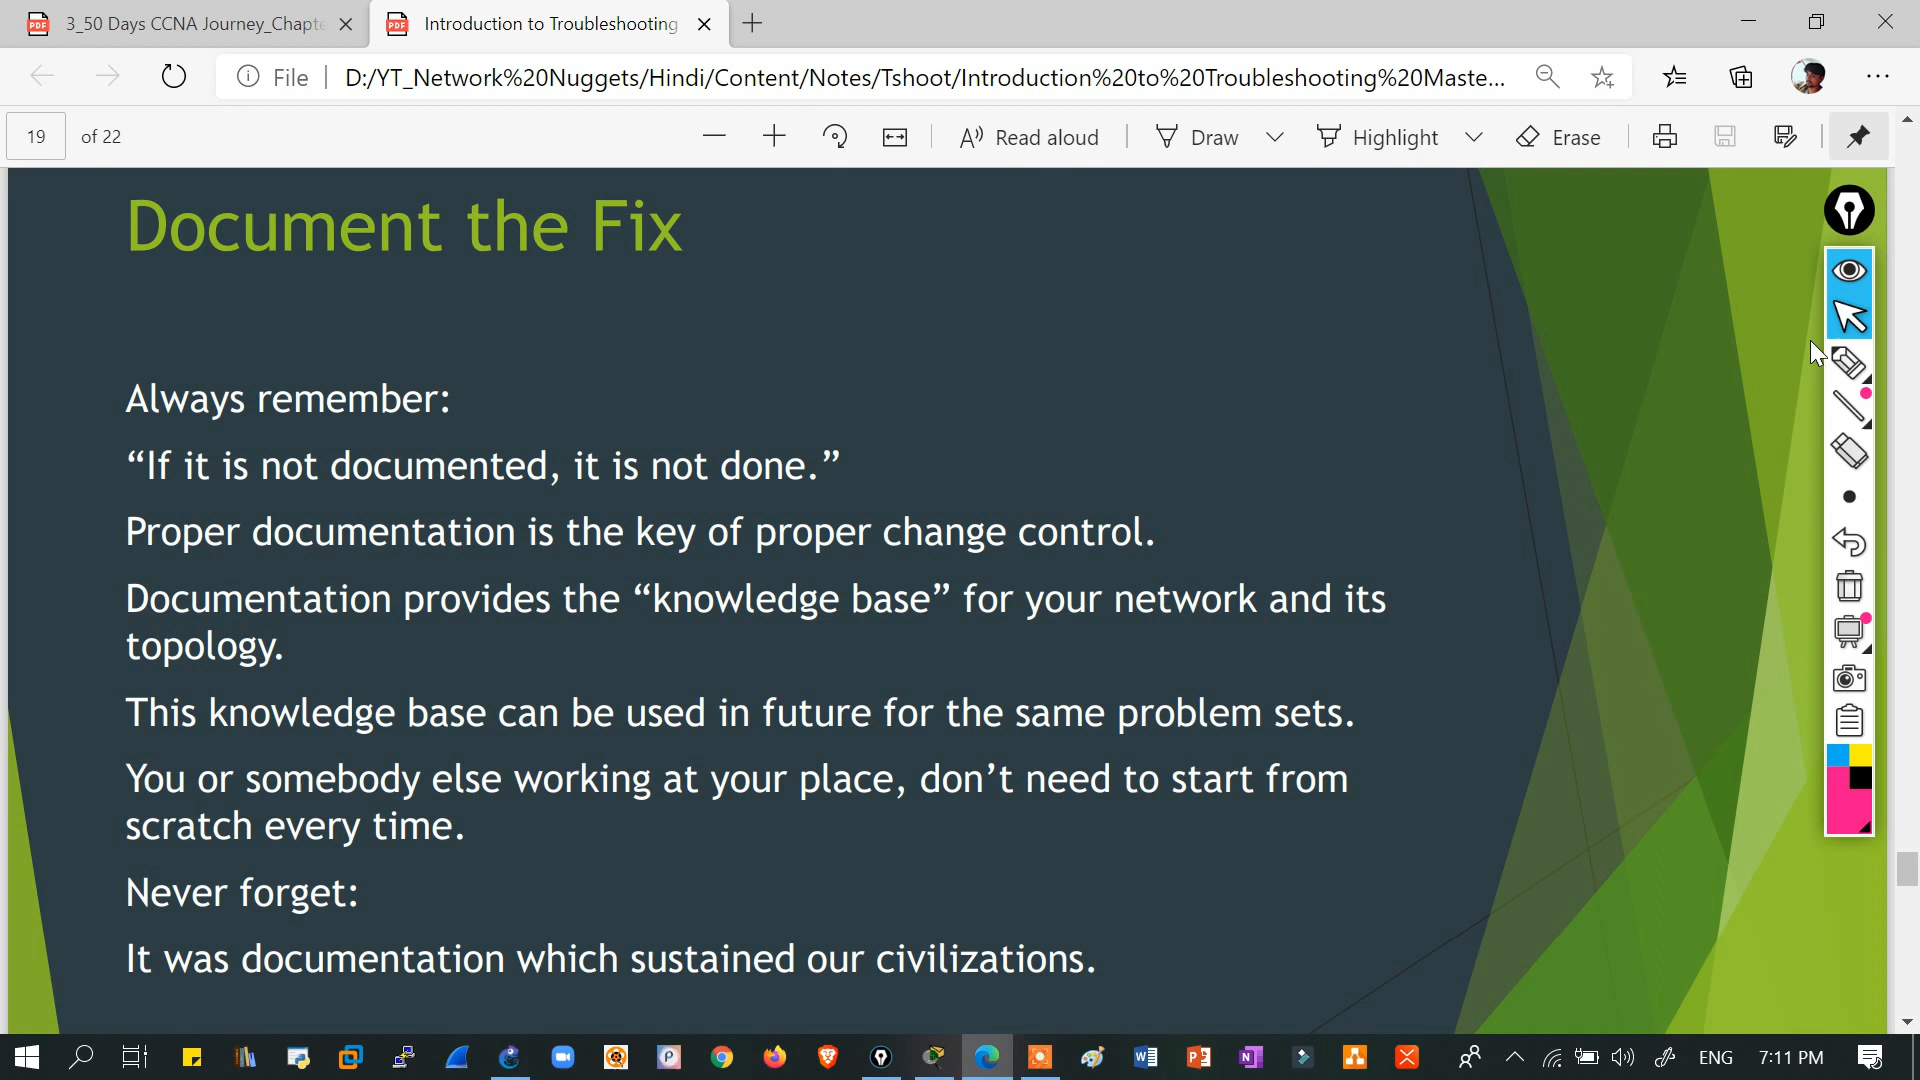 3_50 Days CCNA Journey_Chapte
Introduction to Troubleshooting
File
D:/YT_Network%20Nuggets/Hindi/Content/Notes/Tshoot/Introduction%20to%20Troubleshooting%20Maste...
19 of 22
Read aloud
Draw
Highlight
Erase
Document the Fix
Always remember:
“If it is not documented, it is not done.”
Proper documentation is the key of proper change control.
Documentation provides the “knowledge base” for your network and its
topology.
This knowledge base can be used in future for the same problem sets.
You or somebody else working at your place, don’t need to start from
scratch every time.
Never forget:
It was documentation which sustained our civilizations.
ENG
7:11 PM